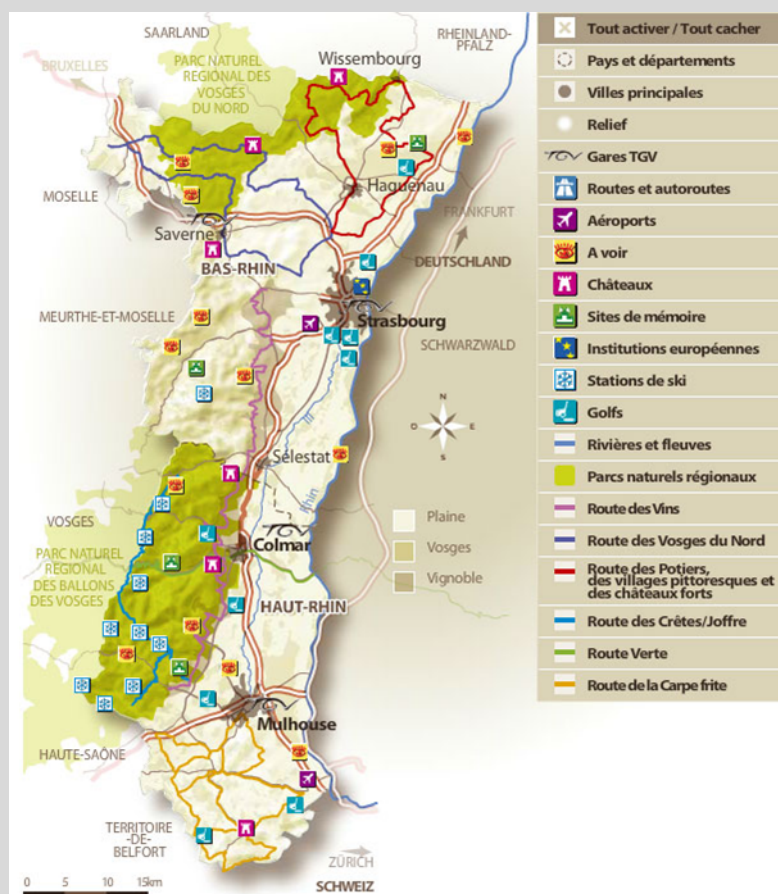 SAARLAND
RHEINLAND-
PFALZ
Wissembourg
BRUXELLES
PARC NATUREL
REGIONAL DES
VOSGES
DU NORD
MOSELLE
Haguenau
FRANKFURT
TGV
Saverne
DEUTSCHLAND
BAS-RHIN
MEURTHE-ET-MOSELLE
TGV
Strasbourg
SCHWARZWALD
N
O
E
S
Ill
Sélestat
Rhin
VOSGES
TGV
Colmar
PARC NATUREL
REGIONAL
DES BALLONS
DES VOSGES
HAUT-RHIN
Plaine
Vosges
Vignoble
TGV
Mulhouse
HAUTE-SAÔNE
TERRITOIRE
-DE-
BELFORT
ZÜRICH
SCHWEIZ
0 5 10 15km
Tout activer / Tout cacher
Pays et départements
Villes principales
Relief
TGV Gares TGV
Routes et autoroutes
Aéroports
A voir
Châteaux
Sites de mémoire
Institutions européennes
Stations de ski
Golfs
Rivières et fleuves
Parcs naturels régionaux
Route des Vins
Route des Vosges du Nord
Route des Potiers,
des villages pittoresques et
des châteaux forts
Route des Crêtes/Joffre
Route Verte
Route de la Carpe frite